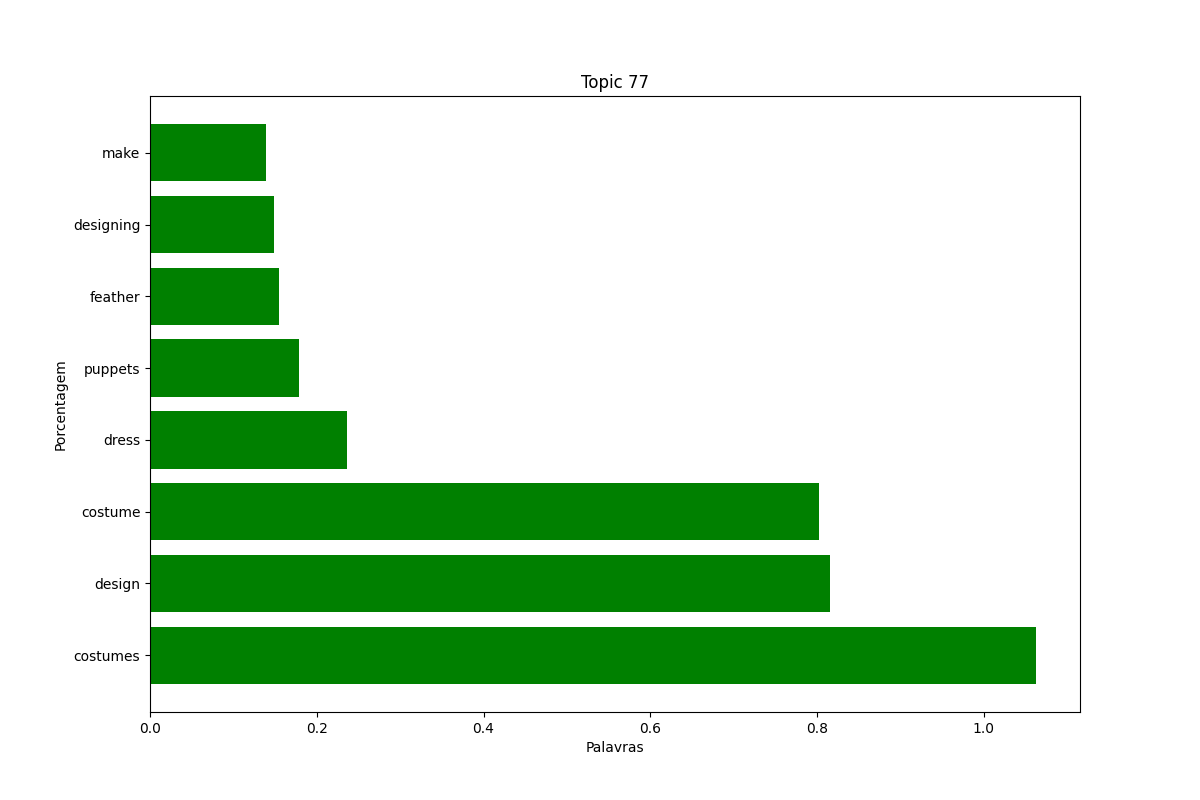 Topic 77
make
designing
feather
puppets
dress
costume
design
costumes
Porcentagem
0.0 0.2 0.4 0.6 0.8 1.0
Palavras